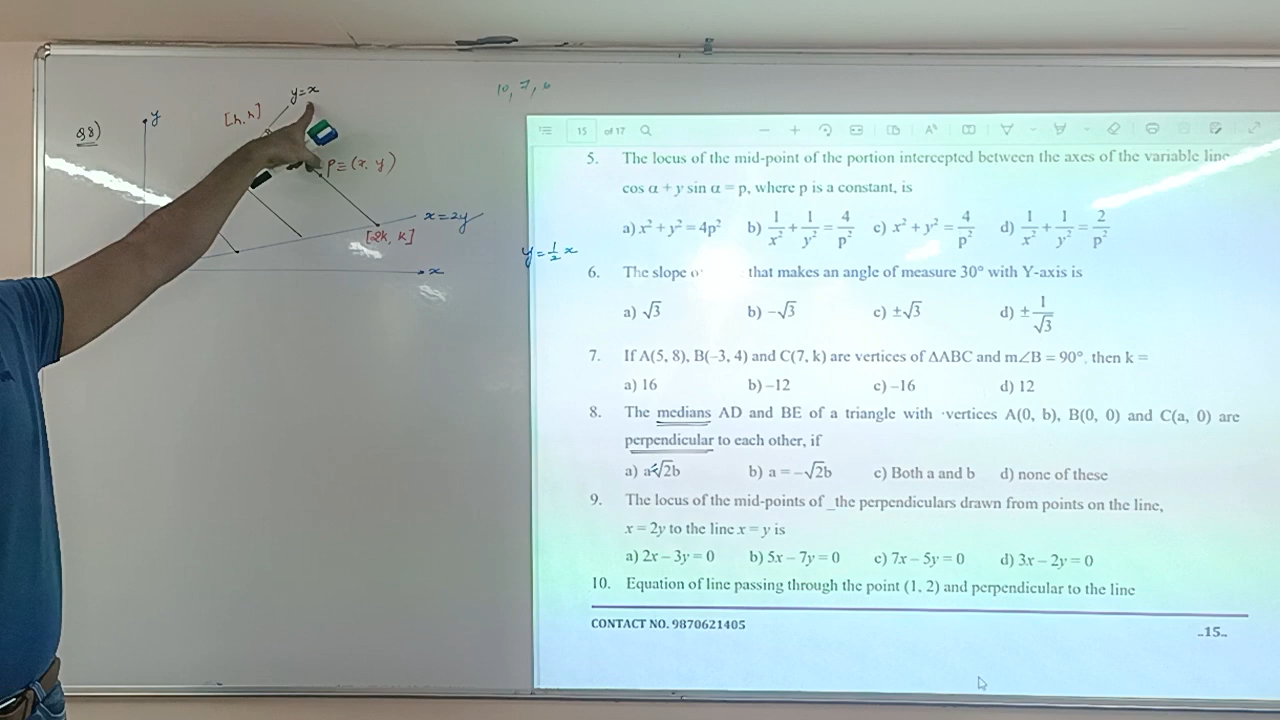 Q8)
y
[h, h]
y=x
P≡(x, y)
x=2y
[2k, k]
x
10, 7, 6
y=½x
15 of 17
5. The locus of the mid-point of the portion intercepted between the axes of the variable line
cos α + y sin α = p, where p is a constant, is
a) x² + y² = 4p² b) 1/x² + 1/y² = 4/p² c) x² + y² = 4/p² d) 1/x² + 1/y² = 2/p²
6. The slope o that makes an angle of measure 30° with Y-axis is
a) √3 b) –√3 c) ±√3 d) ± 1/√3
7. If A(5, 8), B(–3, 4) and C(7, k) are vertices of ΔABC and m∠B = 90°, then k =
a) 16 b) –12 c) –16 d) 12
8. The medians AD and BE of a triangle with vertices A(0, b), B(0, 0) and C(a, 0) are
perpendicular to each other, if
a) a=√2b b) a = –√2b c) Both a and b d) none of these
9. The locus of the mid-points of _the perpendiculars drawn from points on the line,
x = 2y to the line x = y is
a) 2x – 3y = 0 b) 5x – 7y = 0 c) 7x – 5y = 0 d) 3x – 2y = 0
10. Equation of line passing through the point (1, 2) and perpendicular to the line
CONTACT NO. 9870621405
..15..